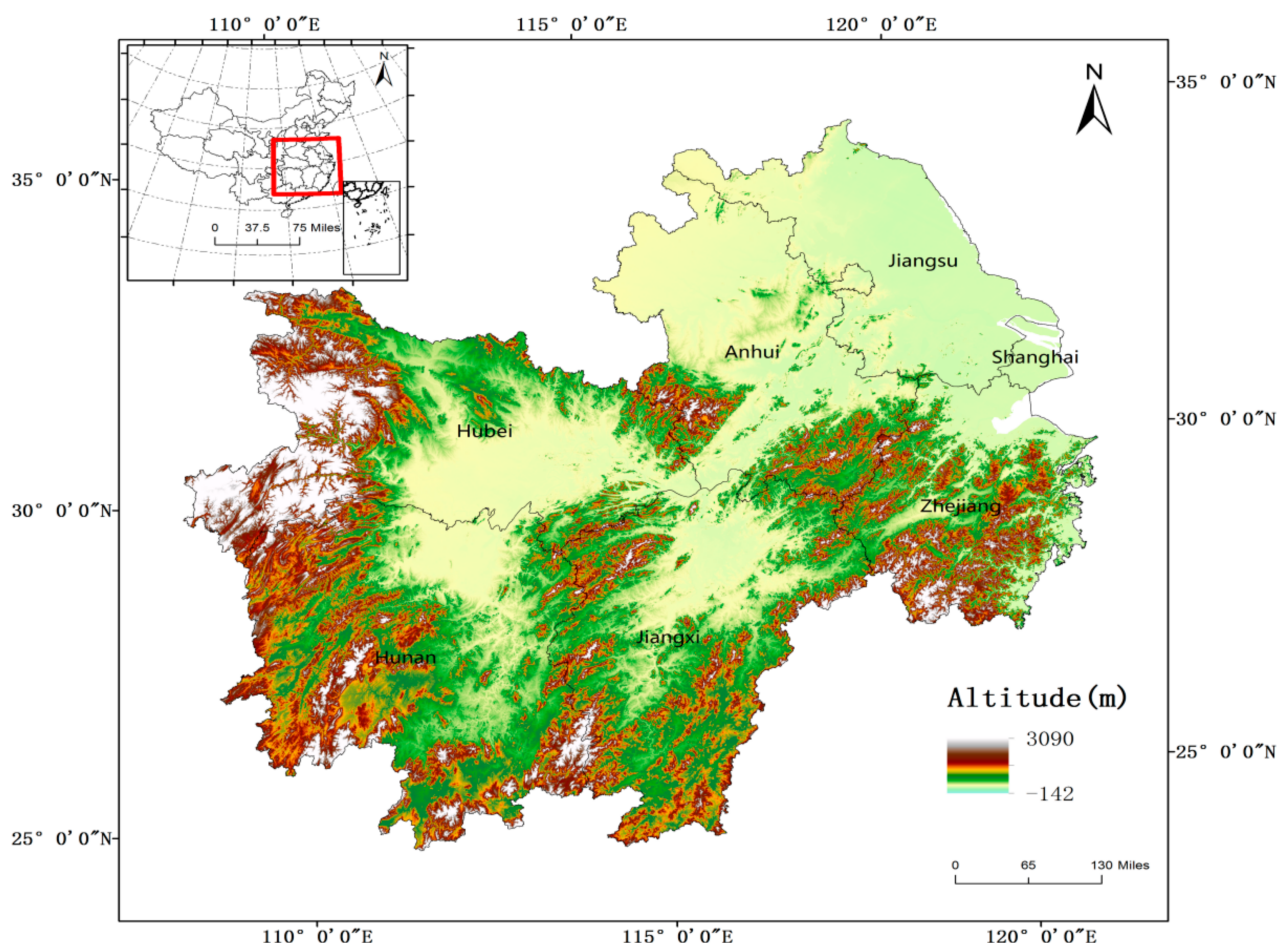 110° 0′0″E 115° 0′0″E 120° 0′0″E
N
N
35° 0′0″N
35° 0′0″N
0 37.5 75 Miles
Jiangsu
Anhui
Shanghai
30° 0′0″N
Hubei
30° 0′0″N
Zhejiang
Jiangxi
Hunan
Altitude(m)
3090
25° 0′0″N
-142
25° 0′0″N
0 65 130 Miles
110° 0′0″E 115° 0′0″E 120° 0′0″E